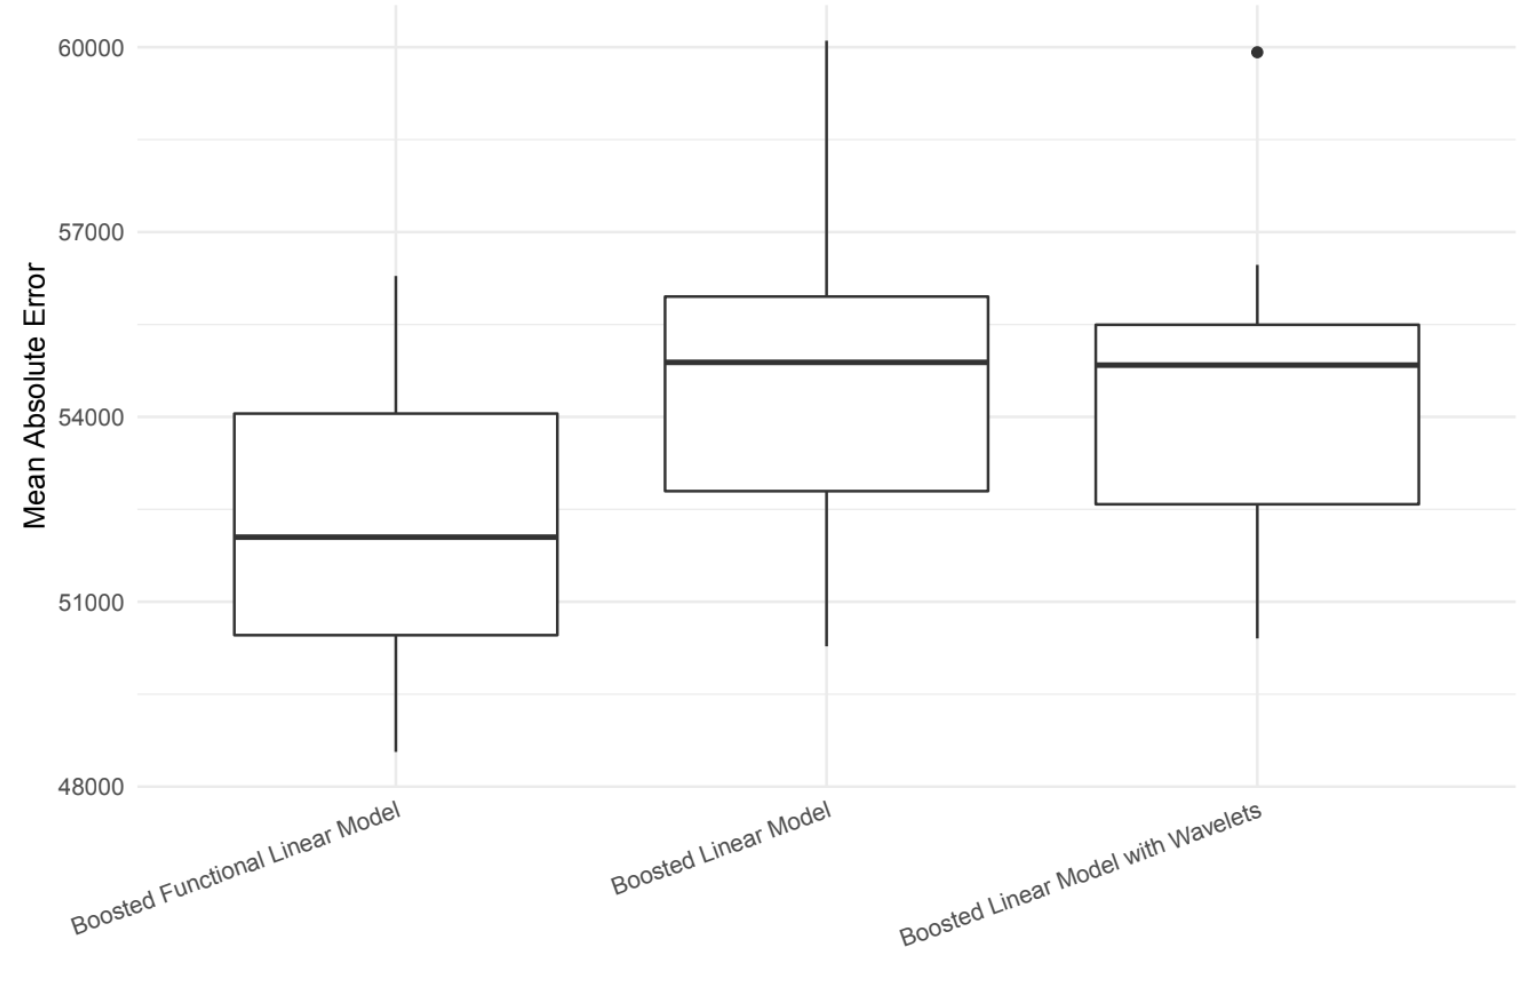 60000
57000
54000
51000
48000
Mean Absolute Error
Boosted Functional Linear Model
Boosted Linear Model
Boosted Linear Model with Wavelets